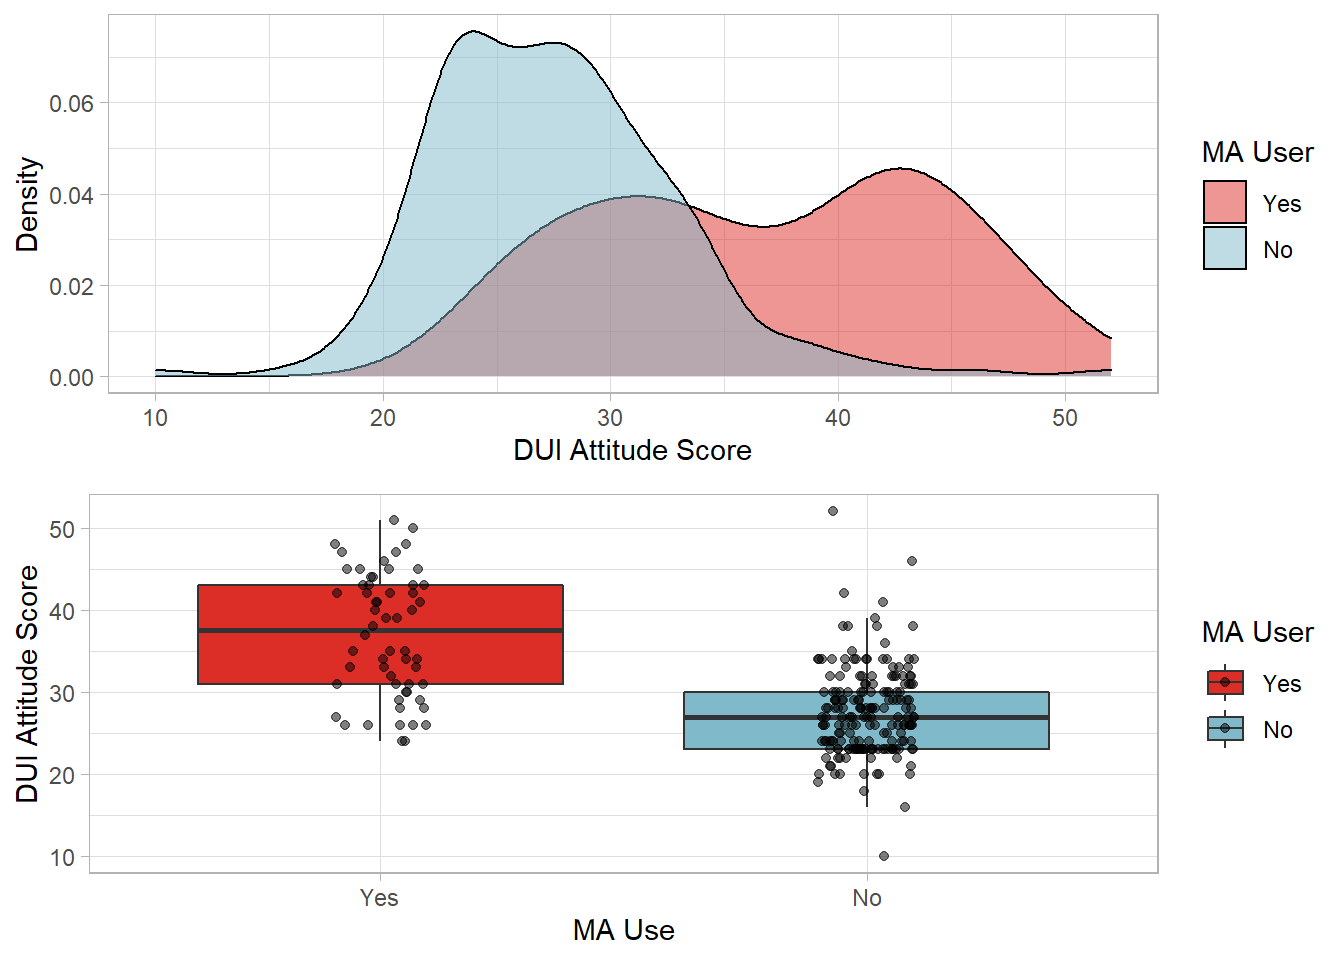 0.06
0.04
0.02
0.00
Density
10 20 30 40 50
DUI Attitude Score
MA User
Yes
No
50
40
30
20
10
DUI Attitude Score
Yes No
MA Use
MA User
Yes
No